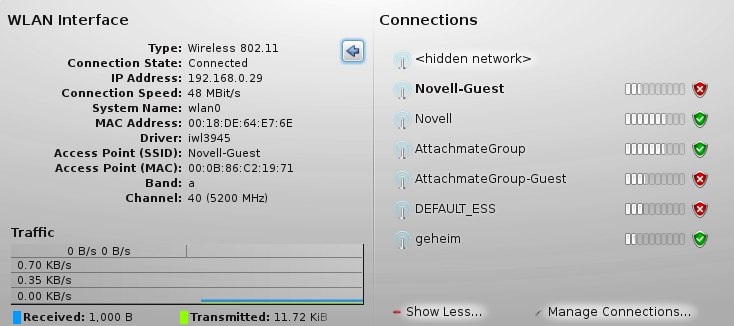 WLAN Interface
Type: Wireless 802.11
Connection State: Connected
IP Address: 192.168.0.29
Connection Speed: 48 MBit/s
System Name: wlan0
MAC Address: 00:18:DE:64:E7:6E
Driver: iwl3945
Access Point (SSID): Novell-Guest
Access Point (MAC): 00:0B:86:C2:19:71
Band: a
Channel: 40 (5200 MHz)
Traffic
0 B/s 0 B/s
0.70 KB/s
0.35 KB/s
0.00 KB/s
Received: 1,000 B
Transmitted: 11.72 KiB
Connections
<hidden network>
Novell-Guest
Novell
AttachmateGroup
AttachmateGroup-Guest
DEFAULT_ESS
geheim
Show Less...
Manage Connections...